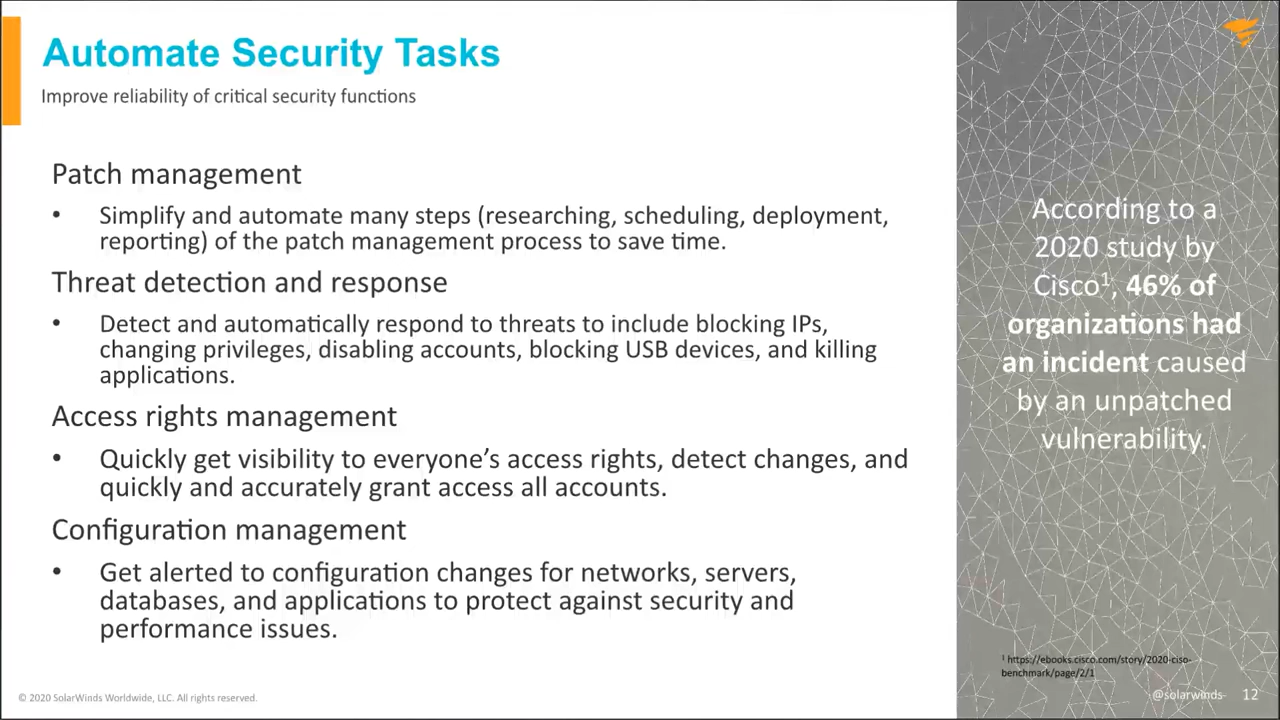 Automate Security Tasks
Improve reliability of critical security functions
Patch management
• Simplify and automate many steps (researching, scheduling, deployment,
reporting) of the patch management process to save time.
Threat detection and response
• Detect and automatically respond to threats to include blocking IPs,
changing privileges, disabling accounts, blocking USB devices, and killing
applications.
Access rights management
• Quickly get visibility to everyone’s access rights, detect changes, and
quickly and accurately grant access all accounts.
Configuration management
• Get alerted to configuration changes for networks, servers,
databases, and applications to protect against security and
performance issues.
According to a
2020 study by
Cisco¹, 46% of
organizations had
an incident caused
by an unpatched
vulnerability.
¹ https://ebooks.cisco.com/story/2020-ciso-
benchmark/page/2/1
© 2020 SolarWinds Worldwide, LLC. All rights reserved.
@solarwinds 12